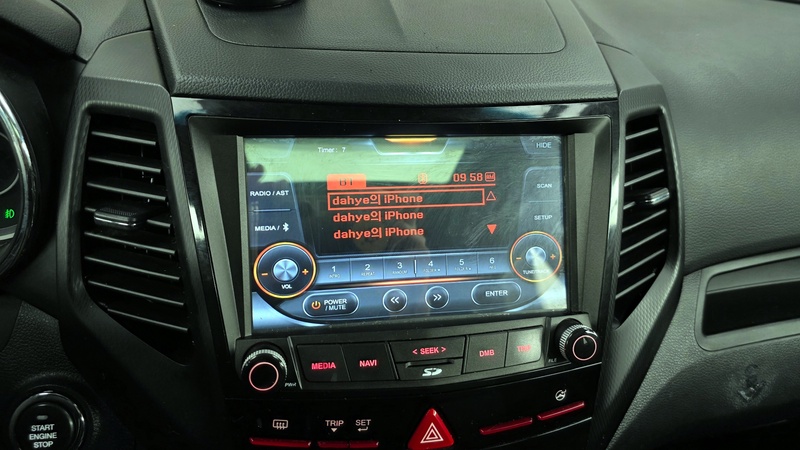 Timer: 7
HIDE
BT
09 58 AM
RADIO / AST
SCAN
dahye의 iPhone
dahye의 iPhone
SETUP
MEDIA /
dahye의 iPhone
VOL
1 2 3 4 5 6
POWER
/ MUTE
ENTER
MEDIA
NAVI
< SEEK >
DMB
SD
START
ENGINE
STOP
TRIP
SET